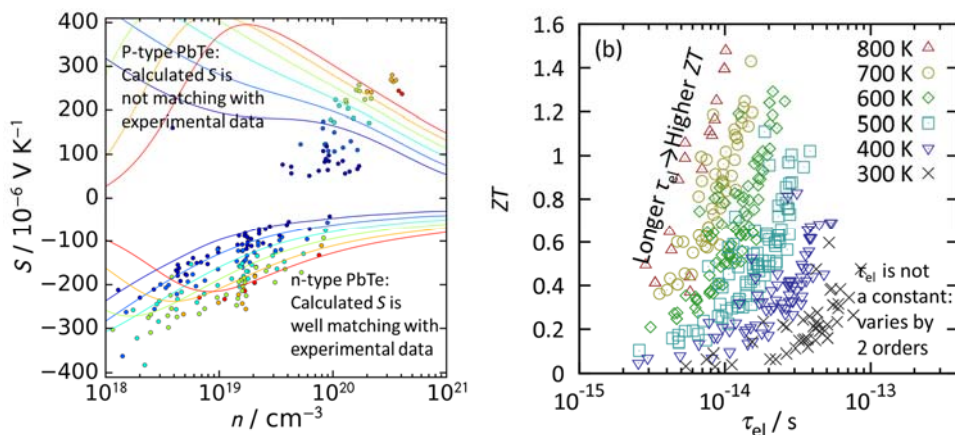 400
300
200
100
0
−100
−200
−300
−400
S / 10⁻⁶ V K⁻¹
P-type PbTe:
Calculated S is
not matching with
experimental data
n-type PbTe:
Calculated S is
well matching with
experimental data
10¹⁸
10¹⁹
10²⁰
10²¹
n / cm⁻³
(b)
1.6
1.4
1.2
1
0.8
0.6
0.4
0.2
0
ZT
Longer τel→Higher ZT
800 K
700 K
600 K
500 K
400 K
300 K
τel is not
a constant:
varies by
2 orders
10⁻¹⁵
10⁻¹⁴
10⁻¹³
τel / s